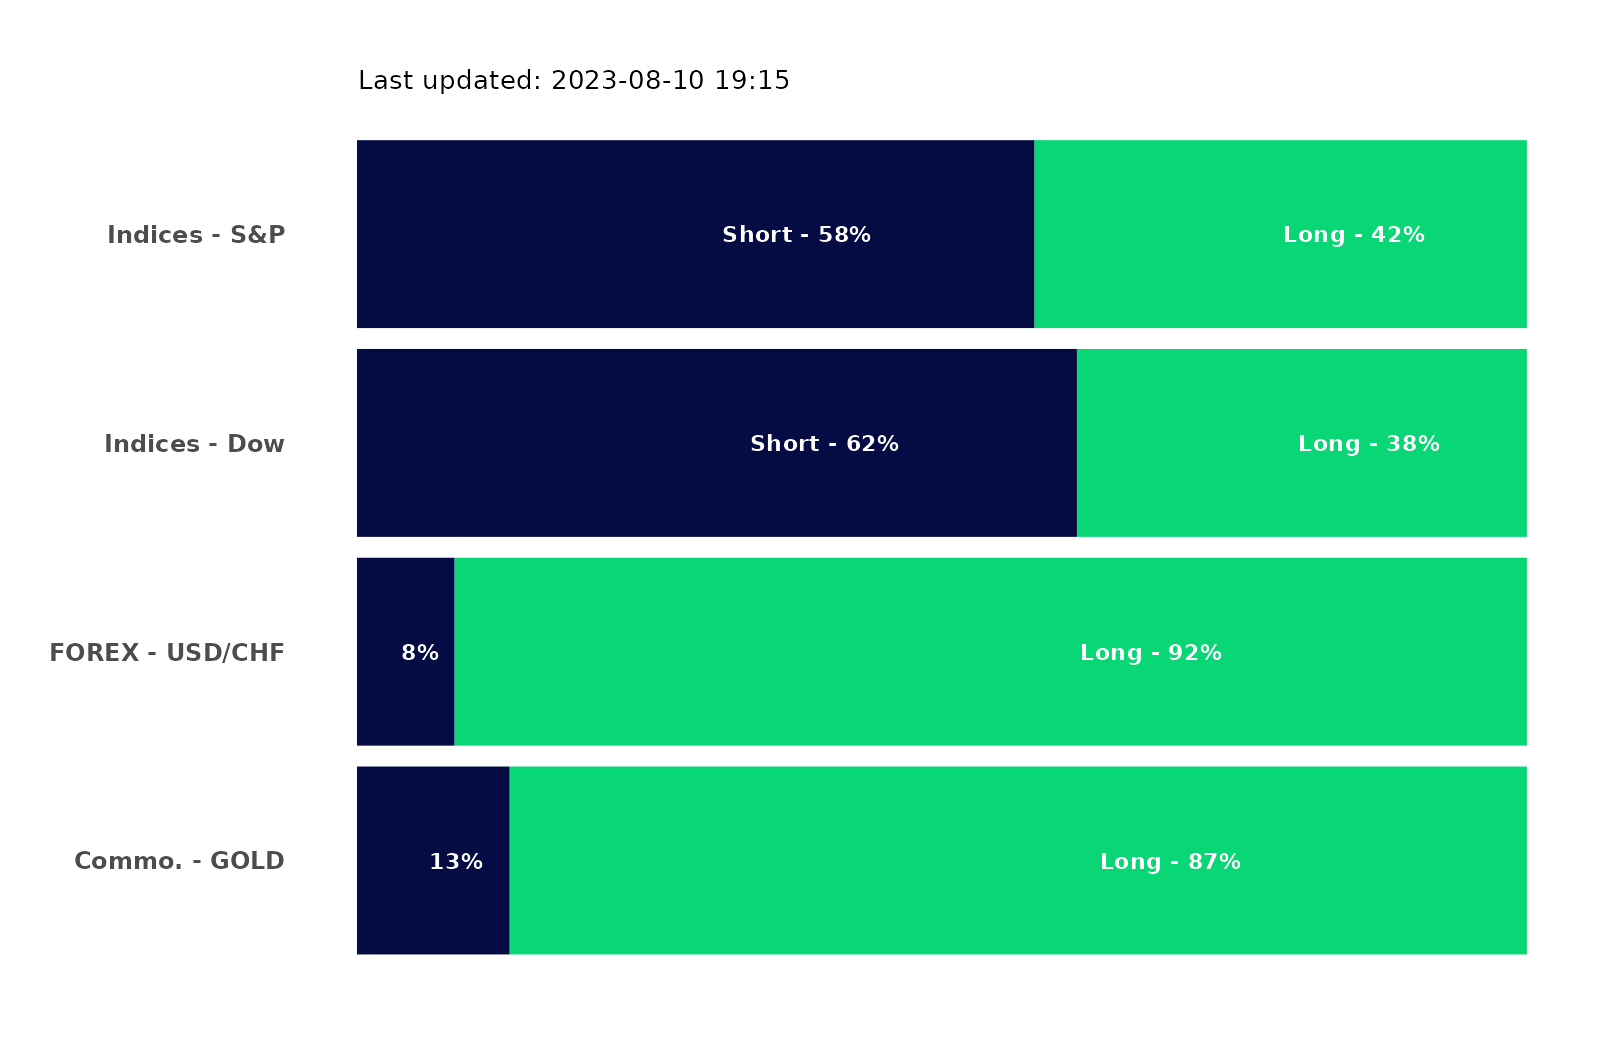 Last updated: 2023-08-10 19:15
Indices - S&P Short - 58% Long - 42%
Indices - Dow Short - 62% Long - 38%
FOREX - USD/CHF 8% Long - 92%
Commo. - GOLD 13% Long - 87%